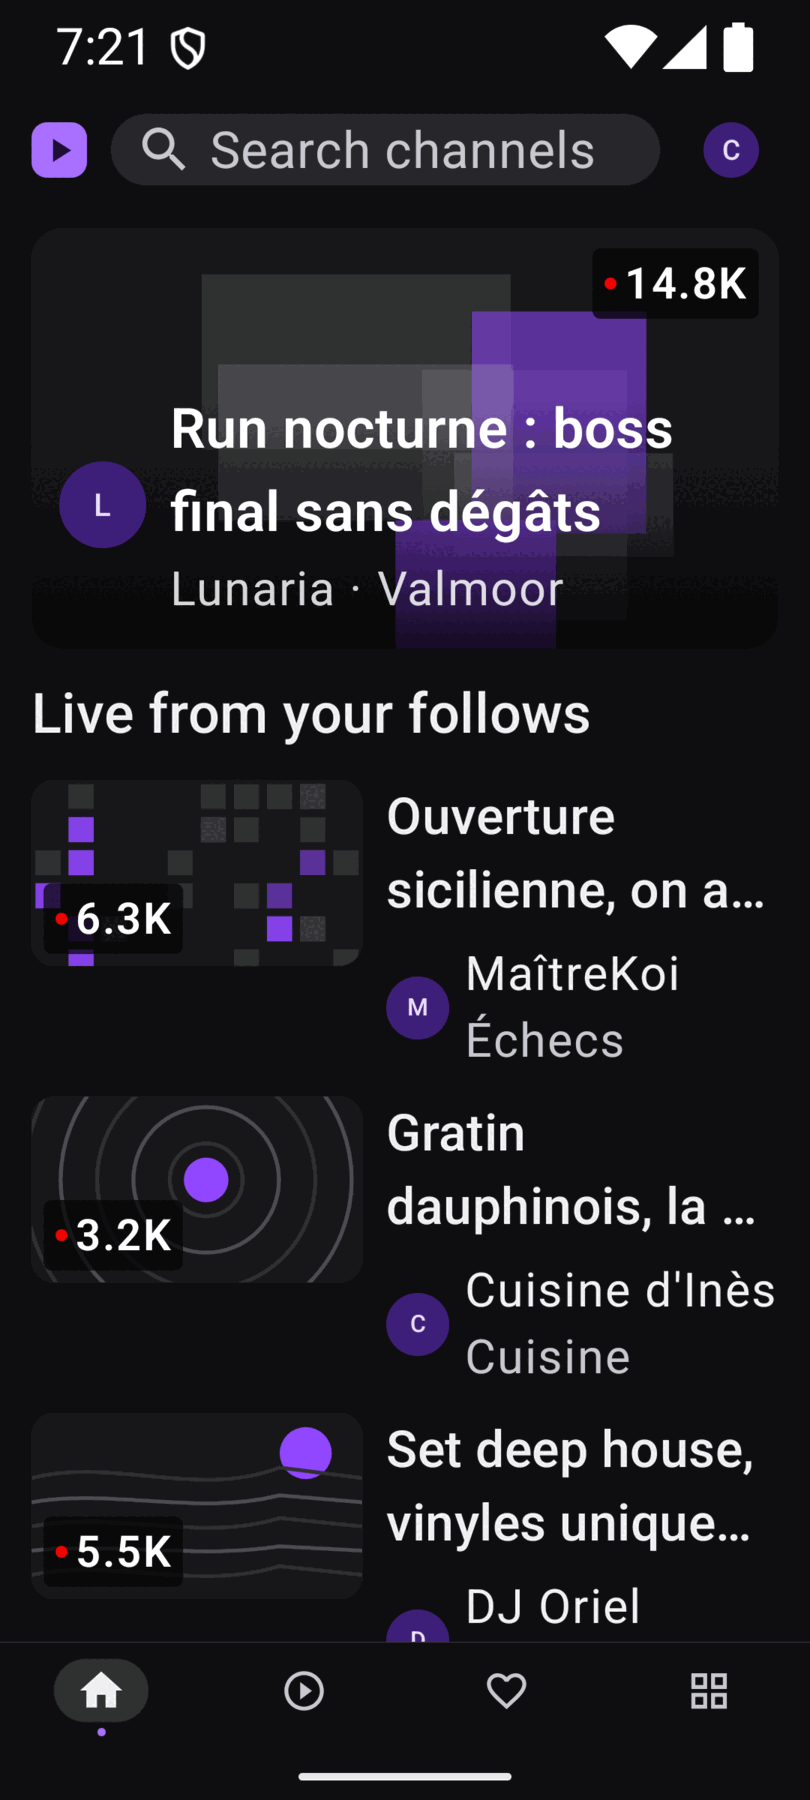 7:21
Search channels
C
14.8K
Run nocturne : boss
final sans dégâts
L
Lunaria · Valmoor
Live from your follows
6.3K
Ouverture
sicilienne, on a…
M
MaîtreKoi
Échecs
3.2K
Gratin
dauphinois, la …
C
Cuisine d'Inès
Cuisine
5.5K
Set deep house,
vinyles unique…
D
DJ Oriel